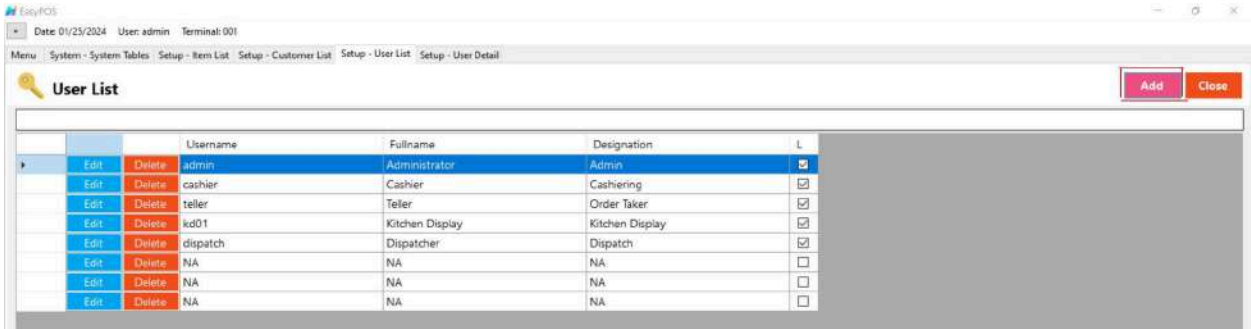 EasyPOS
Date: 01/25/2024 User: admin Terminal: 001
Menu System - System Tables Setup - Item List Setup - Customer List Setup - User List Setup - User Detail
User List Add Close
Username Fullname Designation L
Edit Delete admin Administrator Admin
Edit Delete cashier Cashier Cashiering
Edit Delete teller Teller Order Taker
Edit Delete kd01 Kitchen Display Kitchen Display
Edit Delete dispatch Dispatcher Dispatch
Edit Delete NA NA NA
Edit Delete NA NA NA
Edit Delete NA NA NA